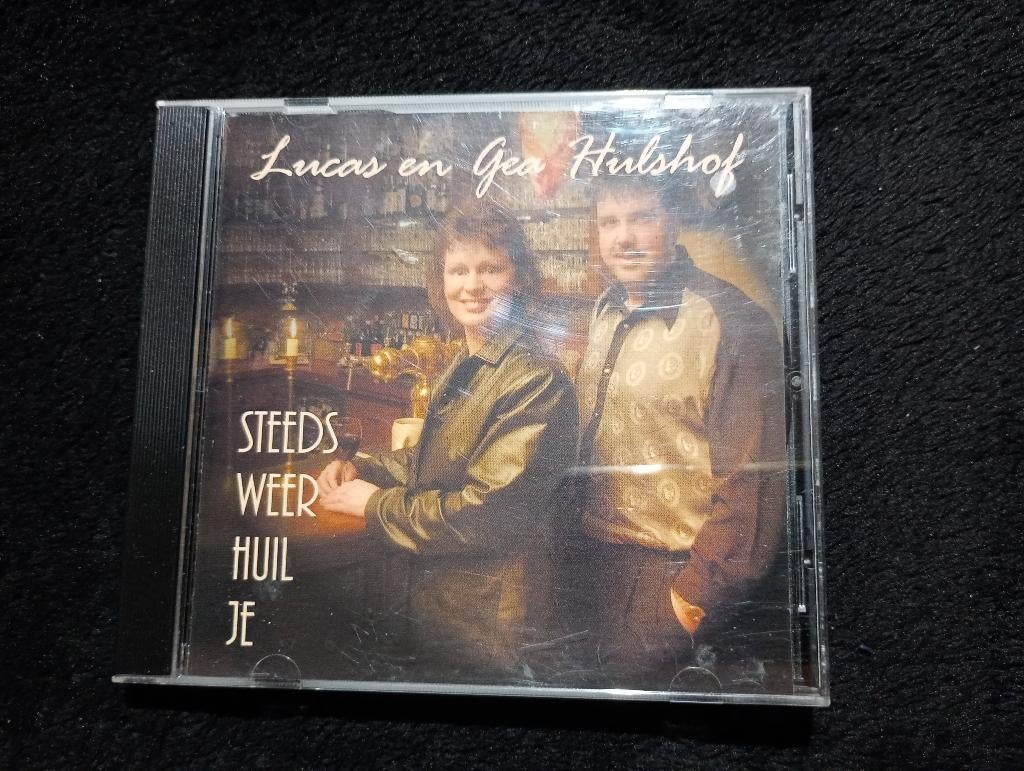 Lucas en Gea Hulshof
STEEDS
WEER
HUIL
JE